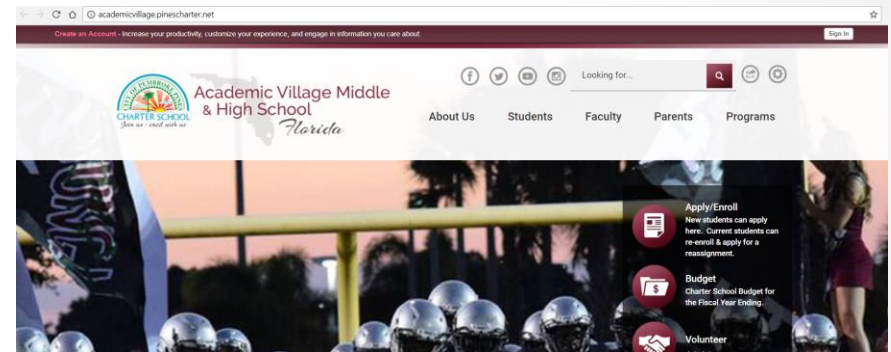 academicvillage.pinescharter.net
Create an Account - Increase your productivity, customize your experience, and engage in information you care about.
Sign In
CITY OF PEMBROKE PINES
CHARTER SCHOOL
Academic Village Middle
& High School
Florida
Looking for...
About Us Students Faculty Parents Programs
Apply/Enroll
New students can apply
here. Current students can
re-enroll & apply for a
reassignment.
Budget
Charter School Budget for
the Fiscal Year Ending.
Volunteer